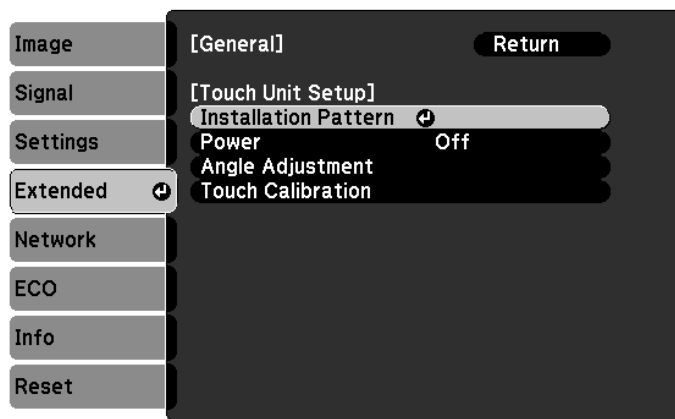 Image
Signal
Settings
Extended
Network
ECO
Info
Reset
[General] Return
[Touch Unit Setup]
Installation Pattern
Power Off
Angle Adjustment
Touch Calibration